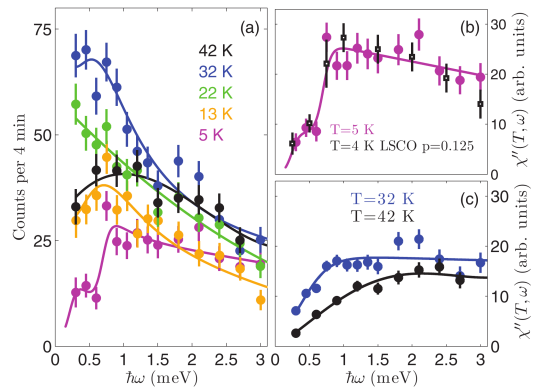 75
50
25
0
Counts per 4 min
(a)
42 K
32 K
22 K
13 K
5 K
0 0.5 1 1.5 2 2.5 3
ħω (meV)
(b)
T=5 K
T=4 K LSCO p=0.125
30
20
10
0
χ″(T, ω) (arb. units)
(c)
T=32 K
T=42 K
30
20
10
0
χ″(T, ω) (arb. units)
0 0.5 1 1.5 2 2.5 3
ħω (meV)